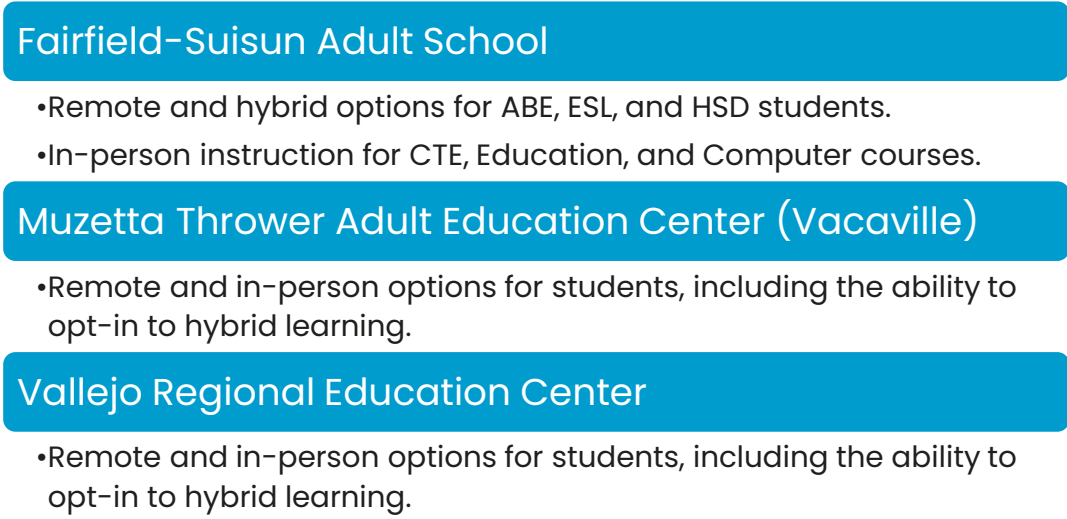 Fairfield-Suisun Adult School
•Remote and hybrid options for ABE, ESL, and HSD students.
•In-person instruction for CTE, Education, and Computer courses.
Muzetta Thrower Adult Education Center (Vacaville)
•Remote and in-person options for students, including the ability to
opt-in to hybrid learning.
Vallejo Regional Education Center
•Remote and in-person options for students, including the ability to
opt-in to hybrid learning.